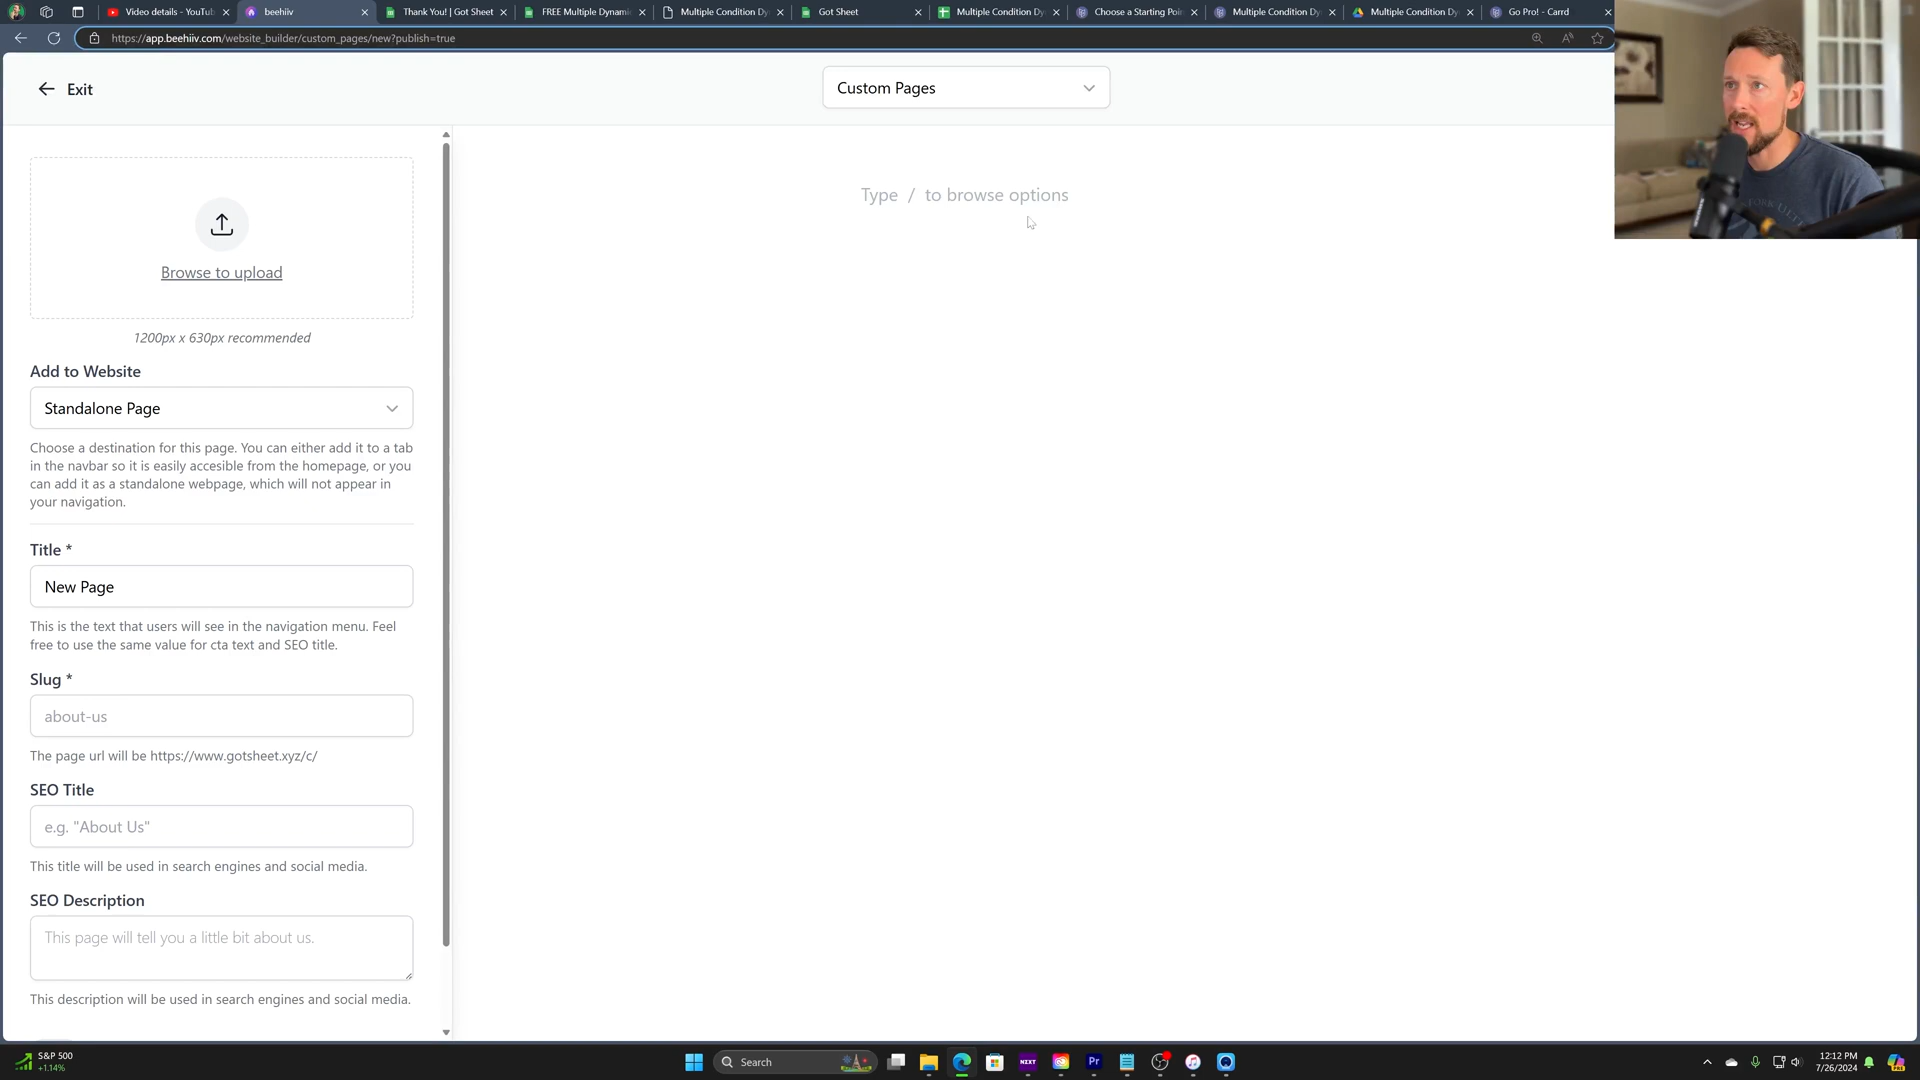 Video details - YouTub
beehiiv
Thank You! | Got Sheet
FREE Multiple Dynami
Multiple Condition Dy
Got Sheet
Multiple Condition Dy
Choose a Starting Poi
Multiple Condition Dy
Multiple Condition Dy
Go Pro! - Carrd
https://app.beehiiv.com/website_builder/custom_pages/new?publish=true
Exit
Custom Pages
Type / to browse options
Browse to upload
1200px x 630px recommended
Add to Website
Standalone Page
Choose a destination for this page. You can either add it to a tab
in the navbar so it is easily accesible from the homepage, or you
can add it as a standalone webpage, which will not appear in
your navigation.
Title *
New Page
This is the text that users will see in the navigation menu. Feel
free to use the same value for cta text and SEO title.
Slug *
about-us
The page url will be https://www.gotsheet.xyz/c/
SEO Title
e.g. "About Us"
This title will be used in search engines and social media.
SEO Description
This page will tell you a little bit about us.
This description will be used in search engines and social media.
S&P 500
+1.14%
Search
NZXT
Pr
12:12 PM
7/26/2024